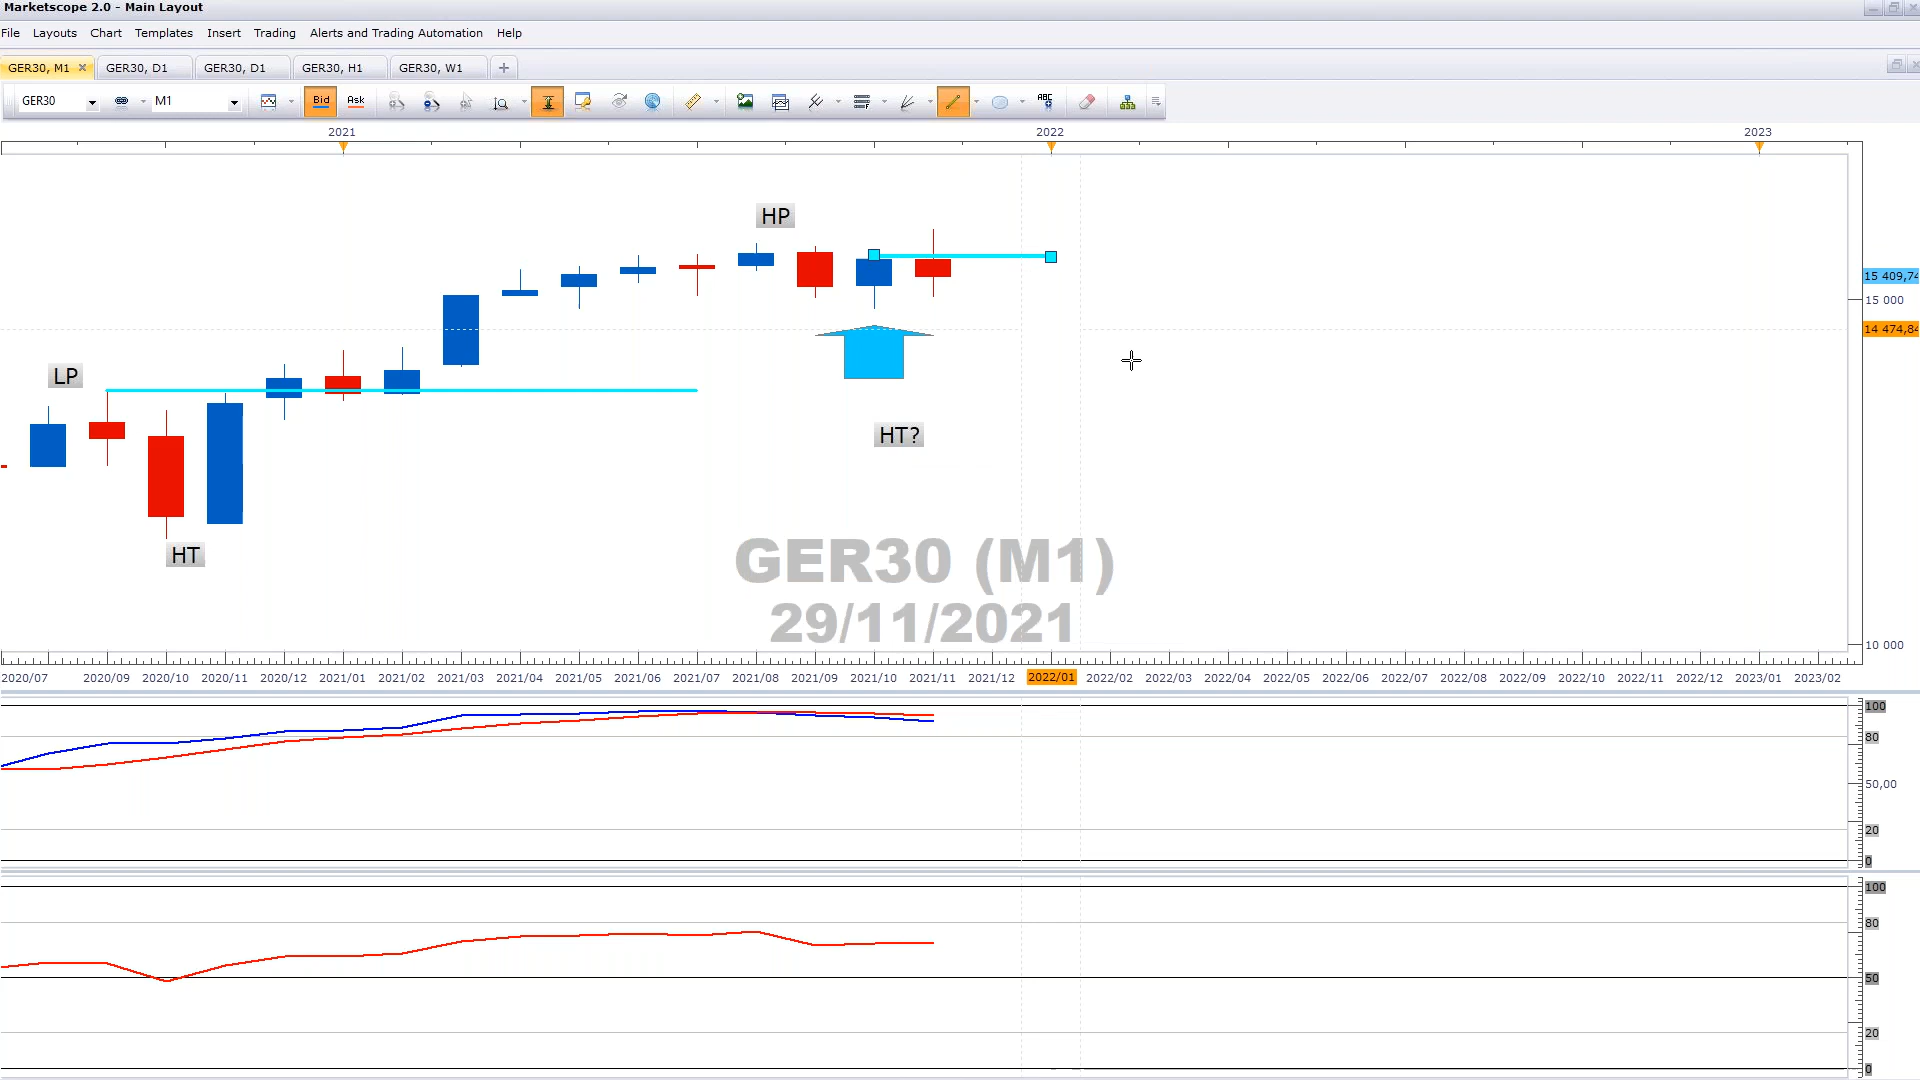 Marketscope 2.0 - Main Layout
File Layouts Chart Templates Insert Trading Alerts and Trading Automation Help
GER30, M1 GER30, D1 GER30, D1 GER30, H1 GER30, W1
GER30 M1 Bid Ask ABC
2021 2022 2023
HP
15 409,74
15 000
14 474,84
LP
HT?
HT
GER30 (M1)
29/11/2021
10 000
2020/07 2020/09 2020/10 2020/11 2020/12 2021/01 2021/02 2021/03 2021/04 2021/05 2021/06 2021/07 2021/08 2021/09 2021/10 2021/11 2021/12 2022/01 2022/02 2022/03 2022/04 2022/05 2022/06 2022/07 2022/08 2022/09 2022/10 2022/11 2022/12 2023/01 2023/02
100
80
50,00
20
0
100
80
50
20
0